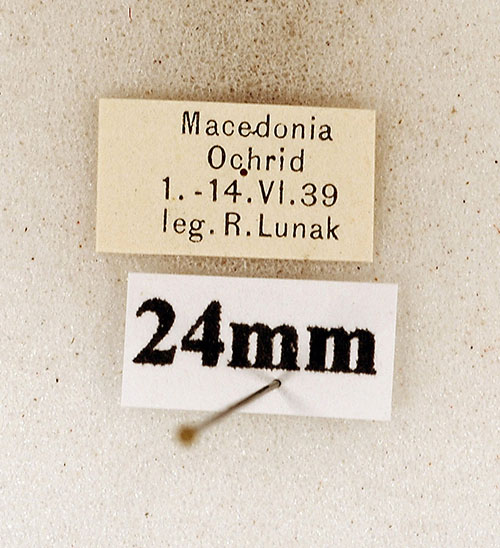 Macedonia
Ochrid
1.-14.VI.39
leg. R. Lunak
24mm